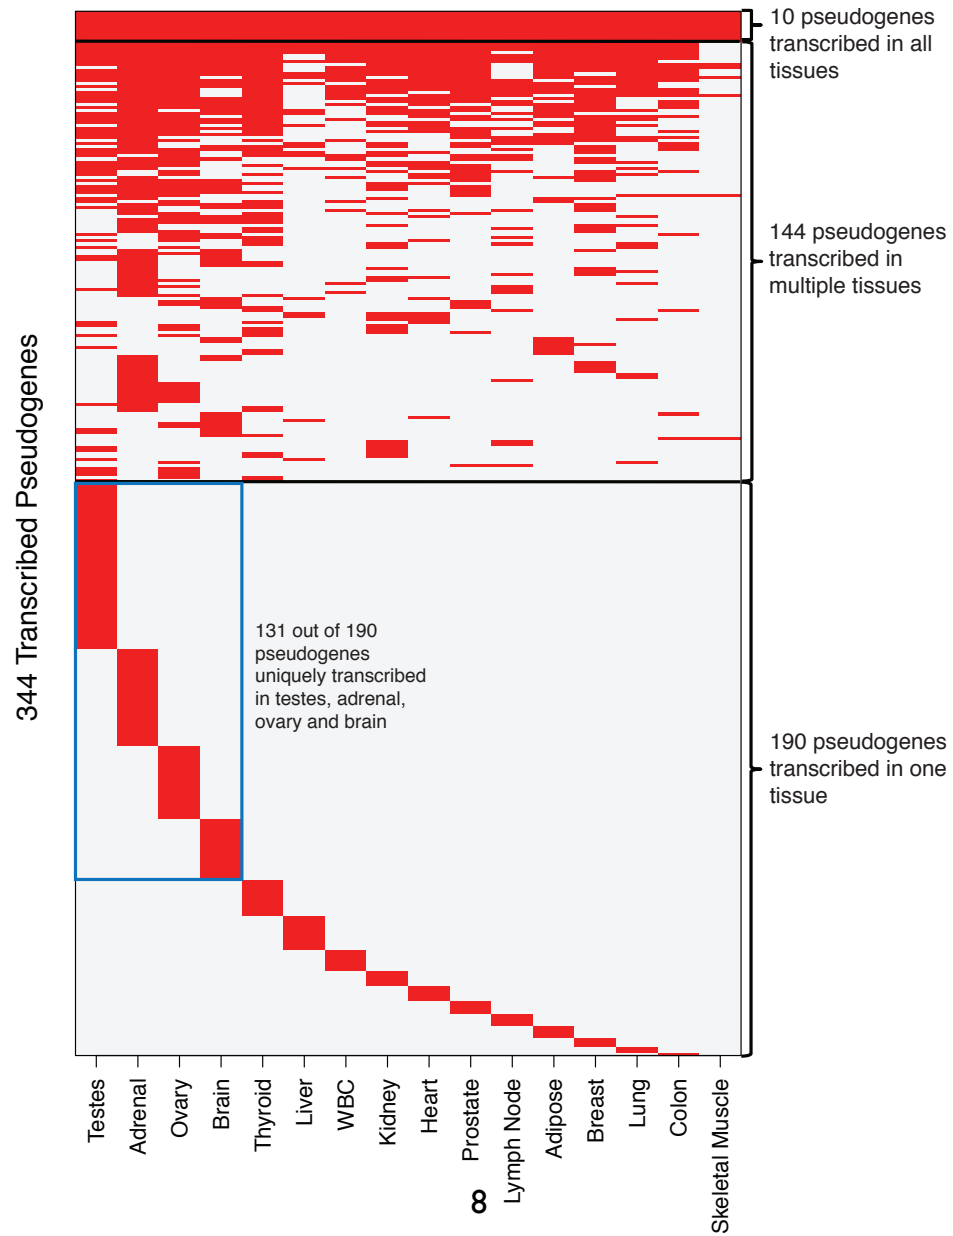 10 pseudogenes
transcribed in all
tissues
144 pseudogenes
transcribed in
multiple tissues
344 Transcribed Pseudogenes
131 out of 190
pseudogenes
uniquely transcribed
in testes, adrenal,
ovary and brain
190 pseudogenes
transcribed in one
tissue
Testes
Adrenal
Ovary
Brain
Thyroid
Liver
WBC
Kidney
Heart
Prostate
Lymph Node
Adipose
Breast
Lung
Colon
Skeletal Muscle
8